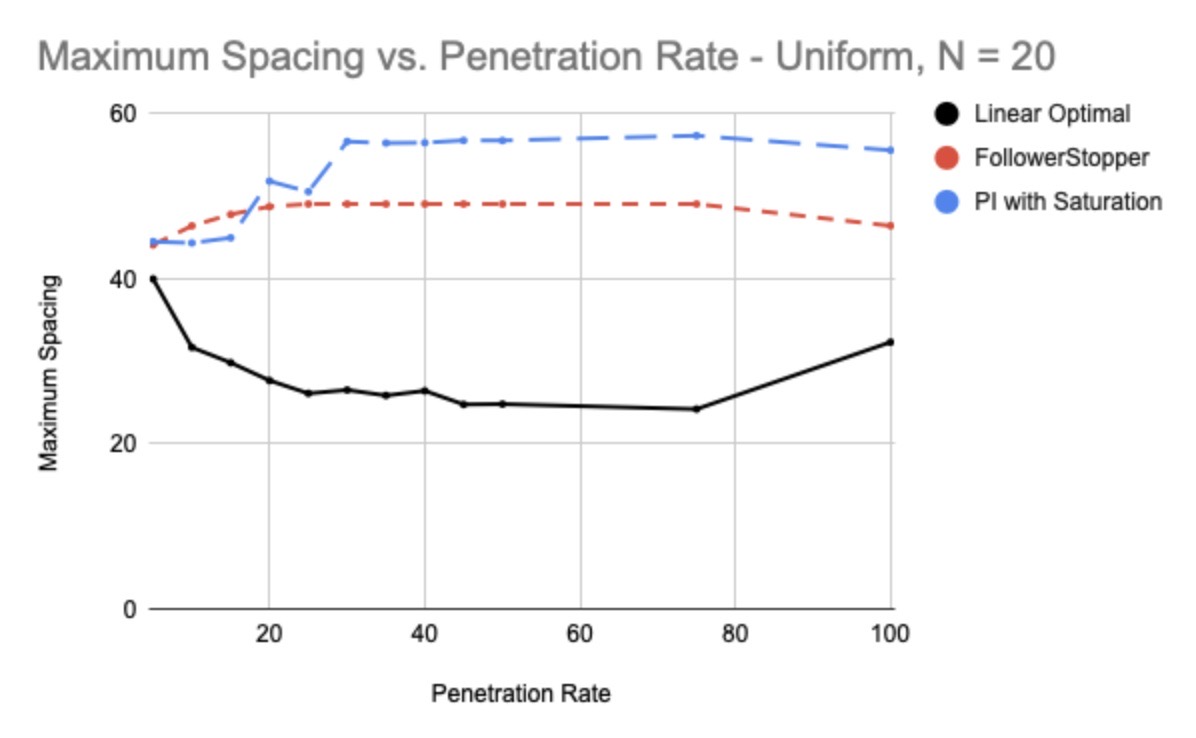 Maximum Spacing vs. Penetration Rate - Uniform, N = 20
Linear Optimal
FollowerStopper
PI with Saturation
Maximum Spacing
60
40
20
0
20
40
60
80
100
Penetration Rate